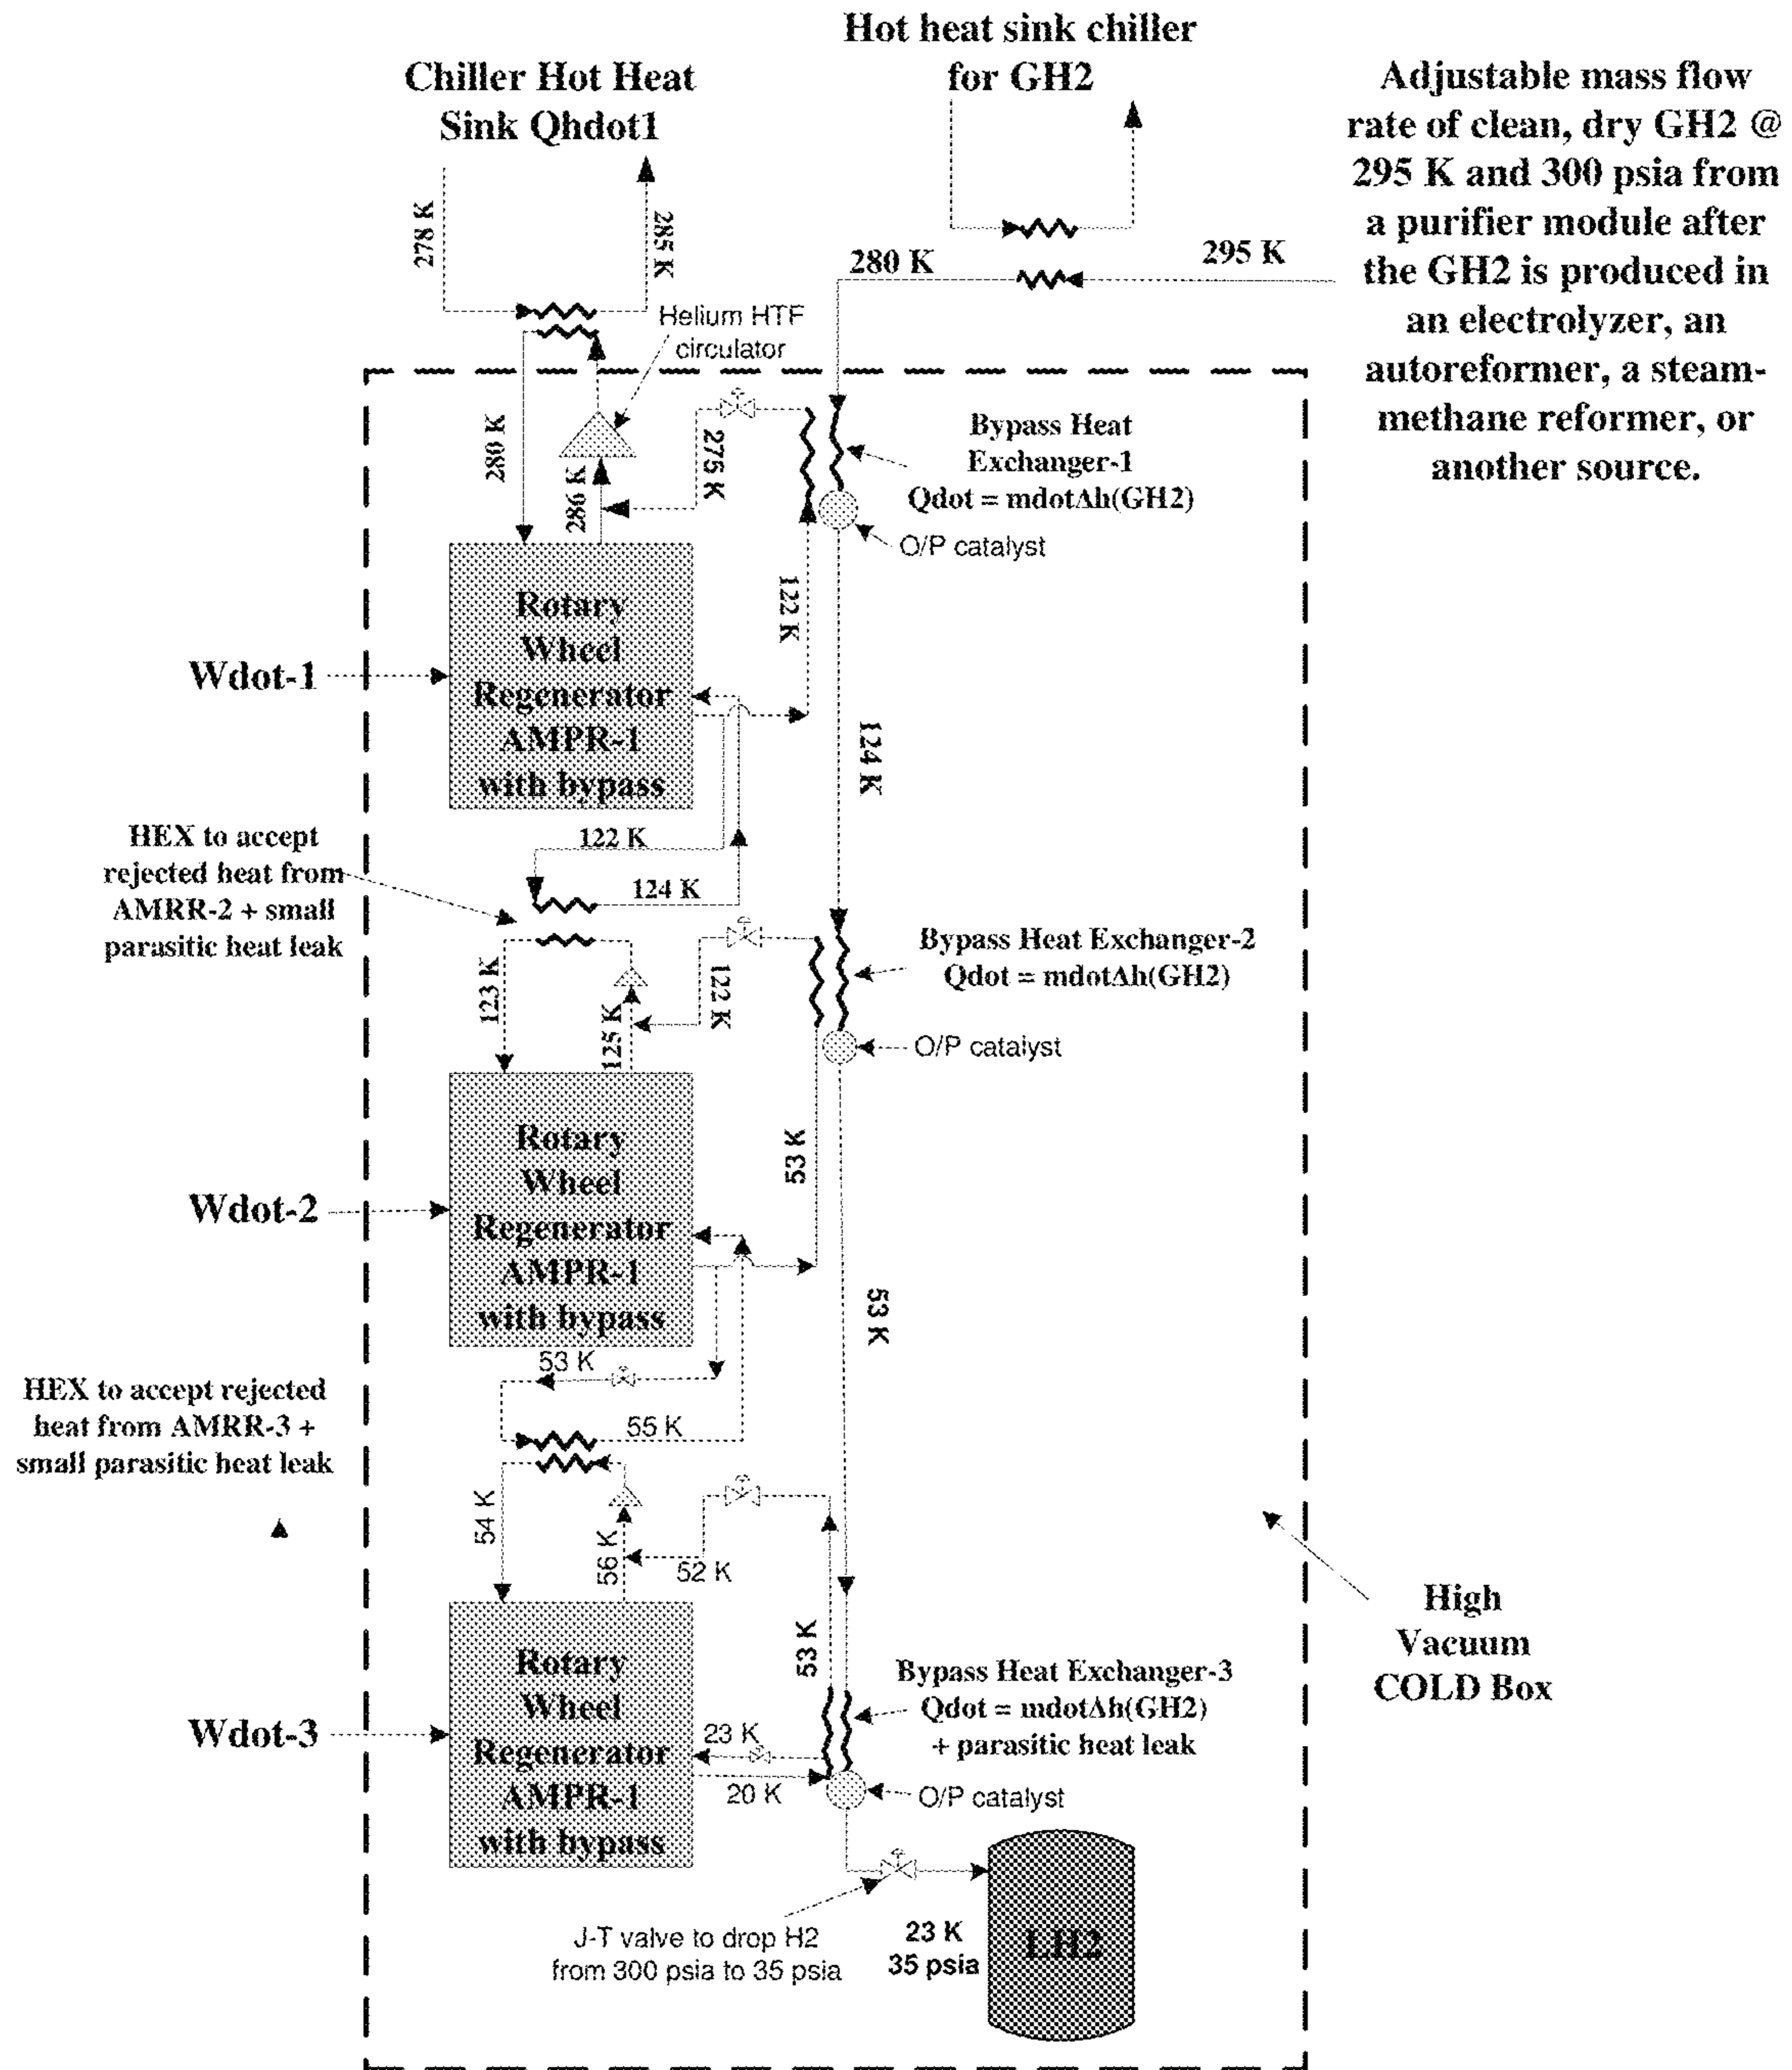 Hot heat sink chiller
for GH2
Chiller Hot Heat
Sink Qhdot1
Adjustable mass flow
rate of clean, dry GH2 @
295 K and 300 psia from
a purifier module after
the GH2 is produced in
an electrolyzer, an
autoreformer, a steam-
methane reformer, or
another source.
278 K
285 K
280 K
295 K
Helium HTF
circulator
280 K
286 K
275 K
Bypass Heat
Exchanger-1
Qdot = mdotΔh(GH2)
O/P catalyst
122 K
Rotary
Wheel
Regenerator
AMPR-1
with bypass
Wdot-1
124 K
HEX to accept
rejected heat from
AMRR-2 + small
parasitic heat leak
122 K
124 K
123 K
125 K
122 K
Bypass Heat Exchanger-2
Qdot = mdotΔh(GH2)
O/P catalyst
53 K
Rotary
Wheel
Regenerator
AMPR-1
with bypass
Wdot-2
53 K
53 K
HEX to accept rejected
heat from AMRR-3 +
small parasitic heat leak
55 K
54 K
56 K
52 K
53 K
High
Vacuum
COLD Box
Rotary
Wheel
Regenerator
AMPR-1
with bypass
Wdot-3
Bypass Heat Exchanger-3
Qdot = mdotΔh(GH2)
+ parasitic heat leak
23 K
20 K
O/P catalyst
J-T valve to drop H2
from 300 psia to 35 psia
23 K
35 psia
LH2